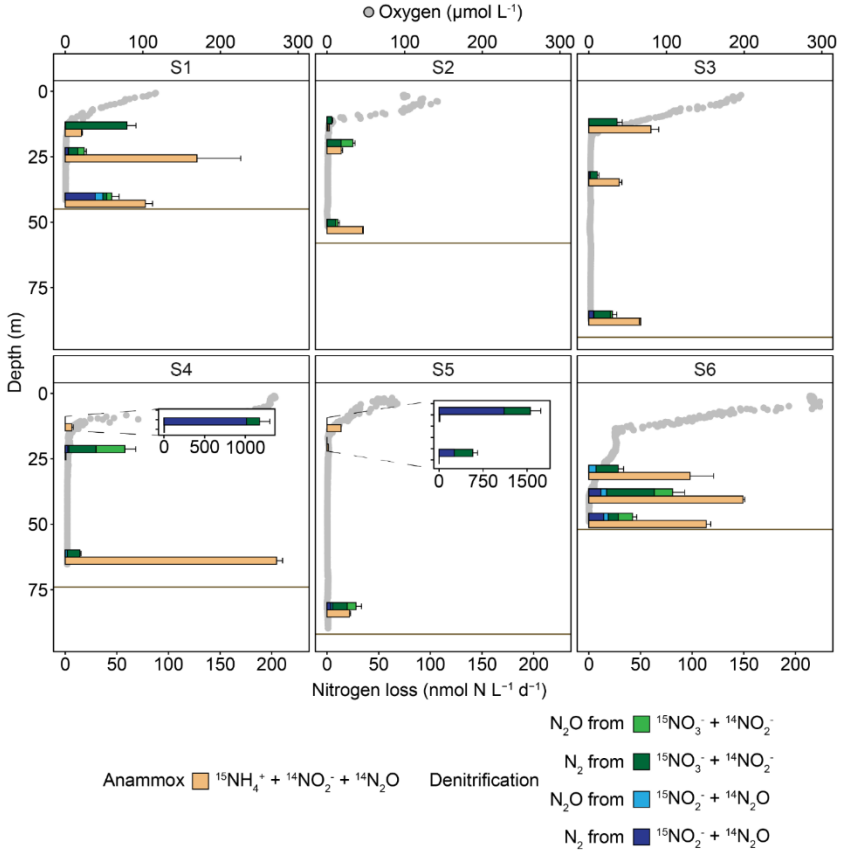 Oxygen (µmol L⁻¹)
0 100 200 300 0 100 200 300 0 100 200 300
S1 S2 S3
0
25
50
75
Depth (m)
S4 S5 S6
0
25
50
75
0 500 1000
0 750 1500
0 50 100 150 200 0 50 100 150 200 0 50 100 150 200
Nitrogen loss (nmol N L⁻¹ d⁻¹)
N₂O from ¹⁵NO₃⁻ + ¹⁴NO₂⁻
N₂ from ¹⁵NO₃⁻ + ¹⁴NO₂⁻
Anammox ¹⁵NH₄⁺ + ¹⁴NO₂⁻ + ¹⁴N₂O Denitrification
N₂O from ¹⁵NO₂⁻ + ¹⁴N₂O
N₂ from ¹⁵NO₂⁻ + ¹⁴N₂O